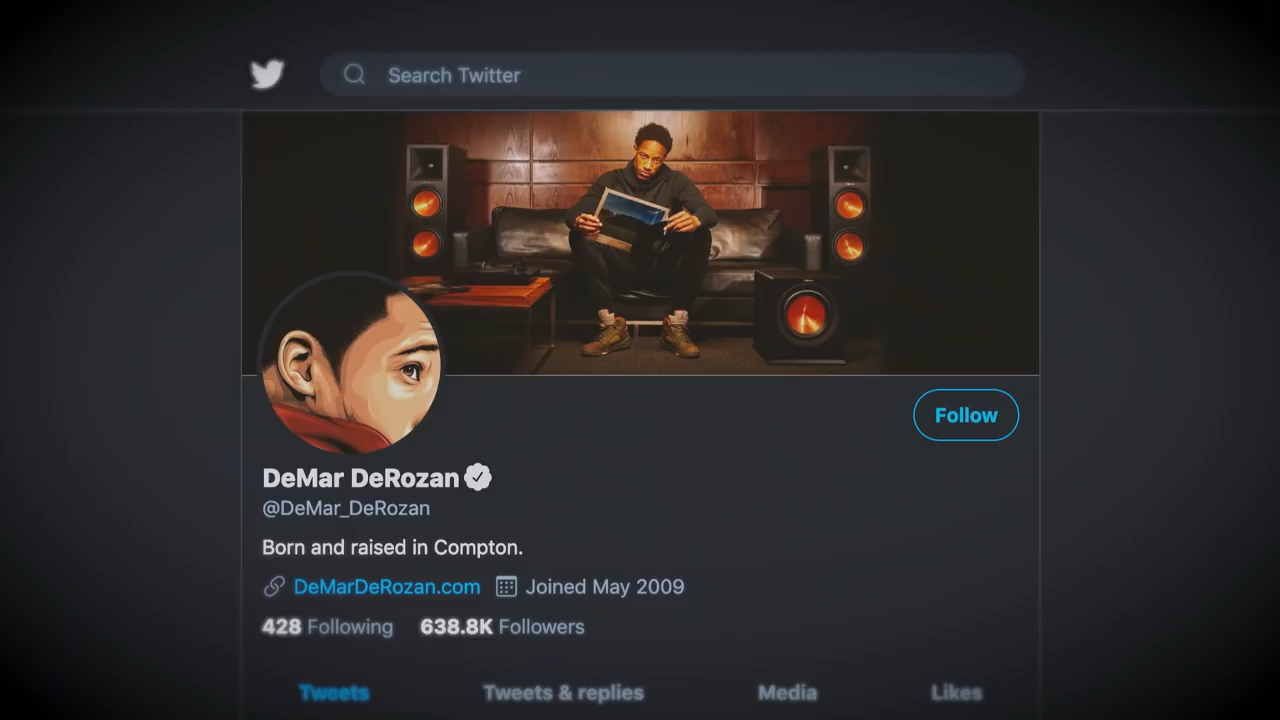 Search Twitter
Follow
DeMar DeRozan
@DeMar_DeRozan
Born and raised in Compton.
DeMarDeRozan.com Joined May 2009
428 Following 638.8K Followers
Tweets Tweets & replies Media Likes